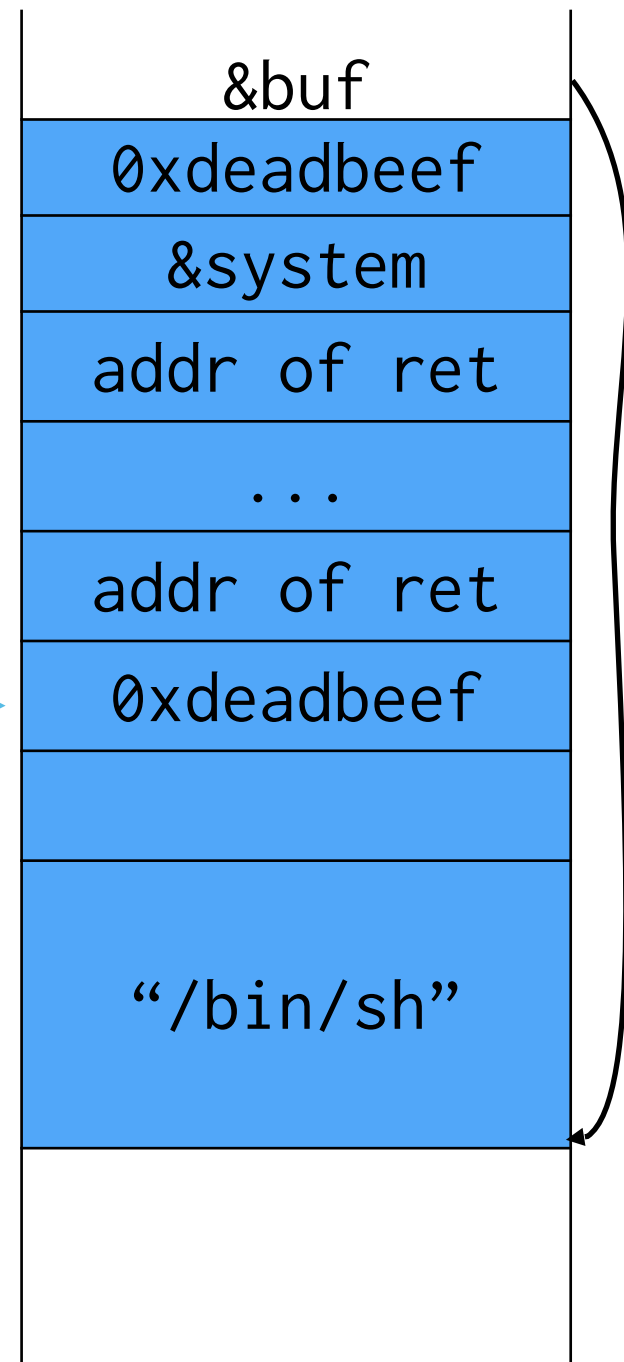 &buf
0xdeadbeef
&system
addr of ret
...
addr of ret
0xdeadbeef
“/bin/sh”